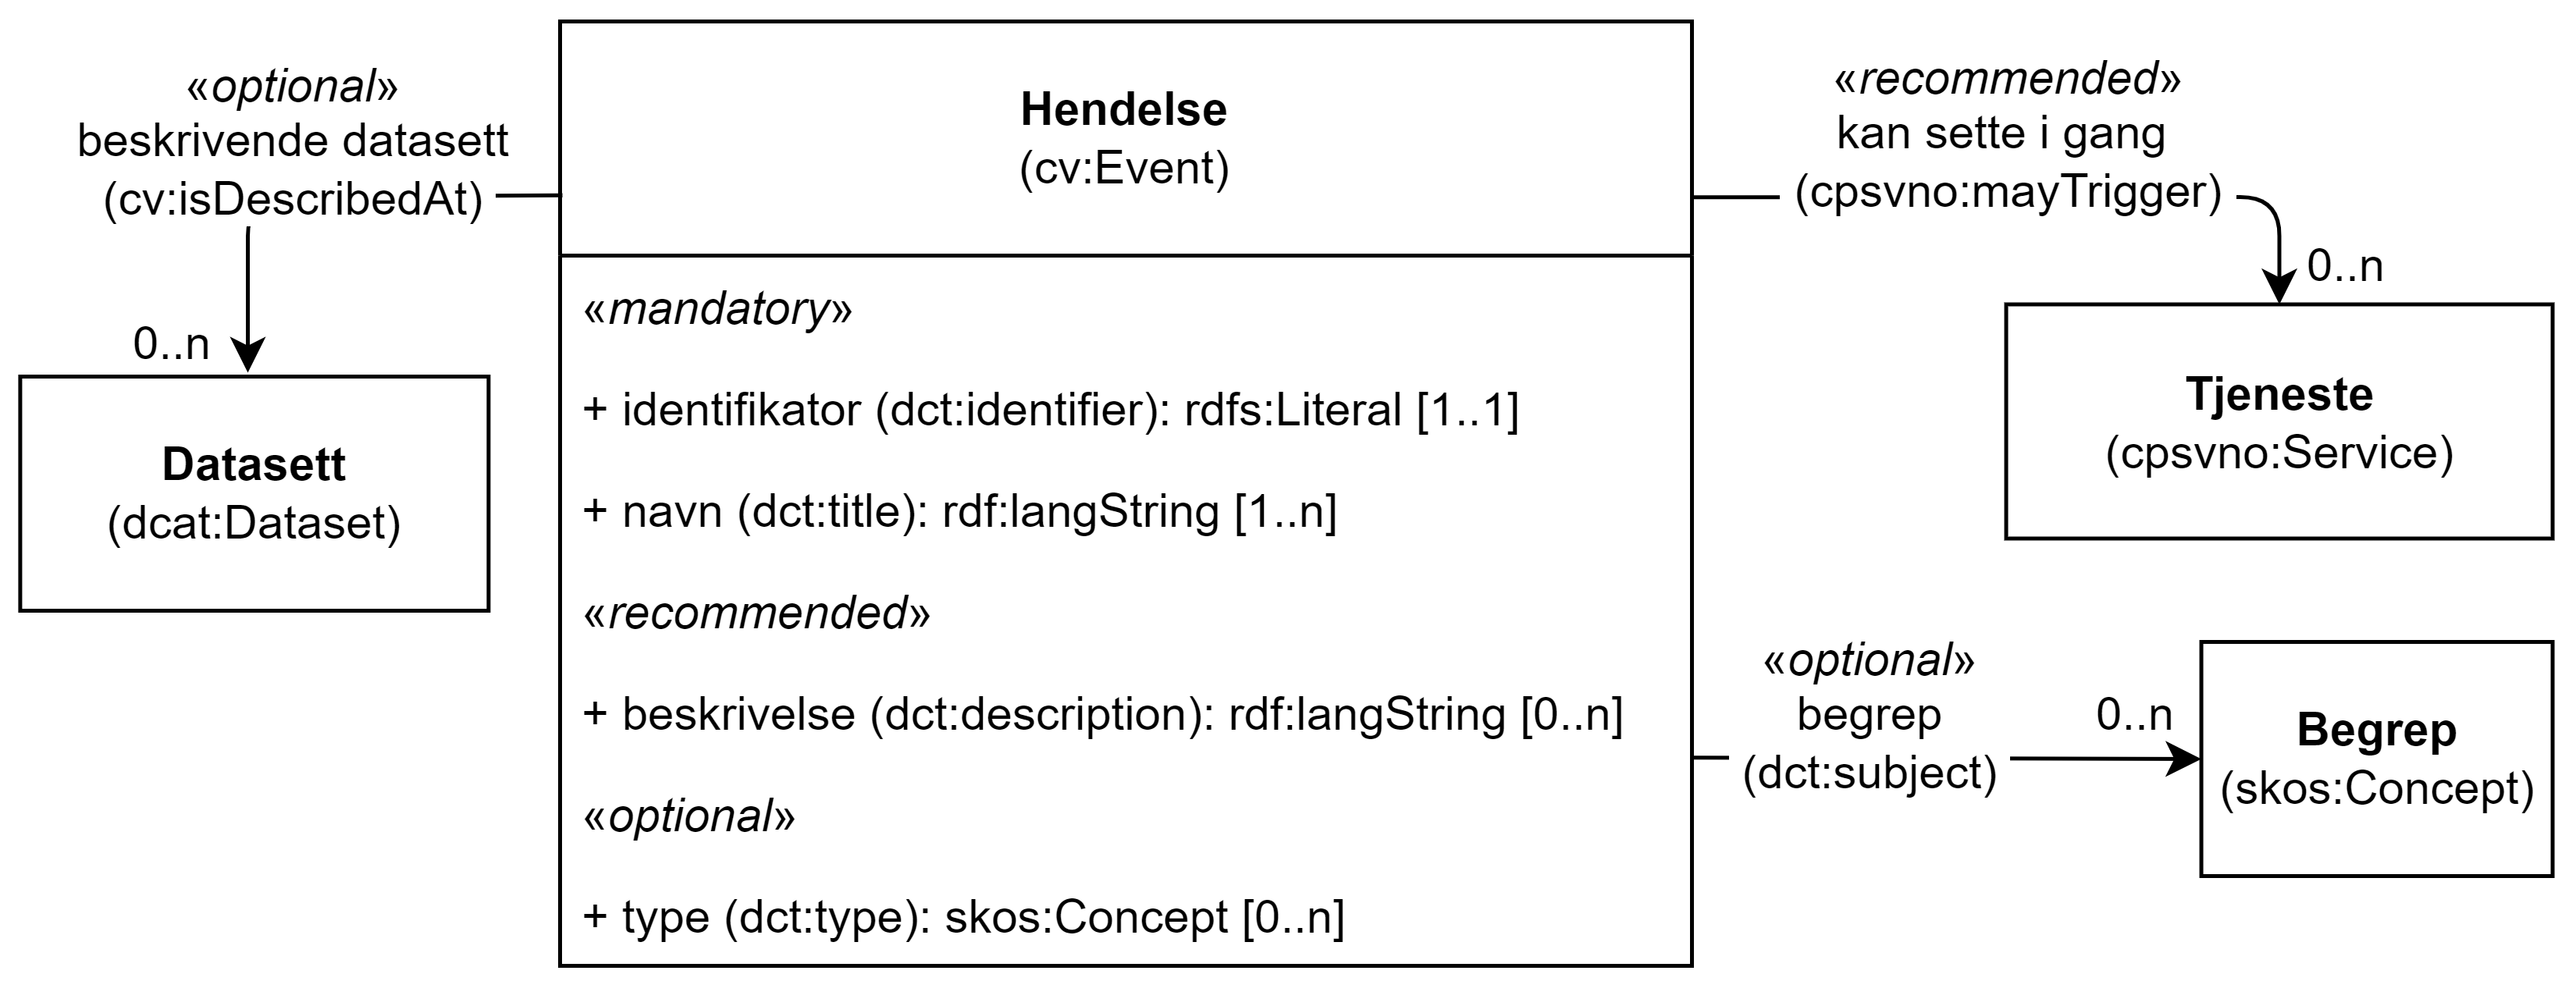 «optional»
beskrivende datasett
(cv:isDescribedAt)
0..n
Datasett
(dcat:Dataset)
Hendelse
(cv:Event)
«mandatory»
+ identifikator (dct:identifier): rdfs:Literal [1..1]
+ navn (dct:title): rdf:langString [1..n]
«recommended»
+ beskrivelse (dct:description): rdf:langString [0..n]
«optional»
+ type (dct:type): skos:Concept [0..n]
«recommended»
kan sette i gang
(cpsvno:mayTrigger)
0..n
Tjeneste
(cpsvno:Service)
«optional»
begrep
(dct:subject)
0..n
Begrep
(skos:Concept)